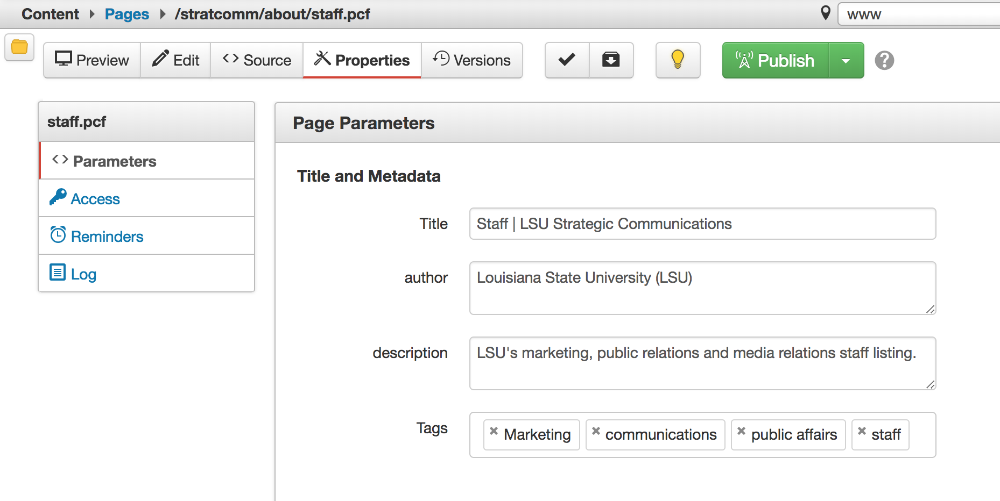 Content Pages /stratcomm/about/staff.pcf www
Preview Edit <> Source Properties Versions Publish ?
staff.pcf
<> Parameters
Access
Reminders
Log
Page Parameters
Title and Metadata
Title Staff | LSU Strategic Communications
author Louisiana State University (LSU)
description LSU's marketing, public relations and media relations staff listing.
Tags × Marketing × communications × public affairs × staff